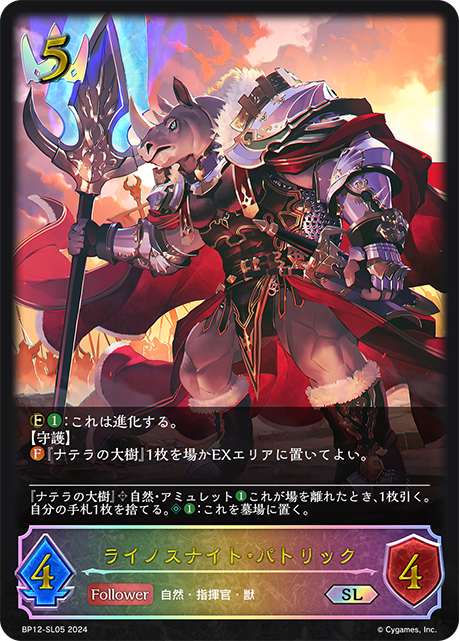 5
E 1：これは進化する。
【守護】
F『ナテラの大樹』1枚を場かEXエリアに置いてよい。
『ナテラの大樹』自然・アミュレット 1 これが場を離れたとき、1枚引く。
自分の手札1枚を捨てる。1：これを墓場に置く。
ライノスナイト・パトリック
4
Follower 自然・指揮官・獣 SL
4
BP12-SL05 2024 © Cygames, Inc.